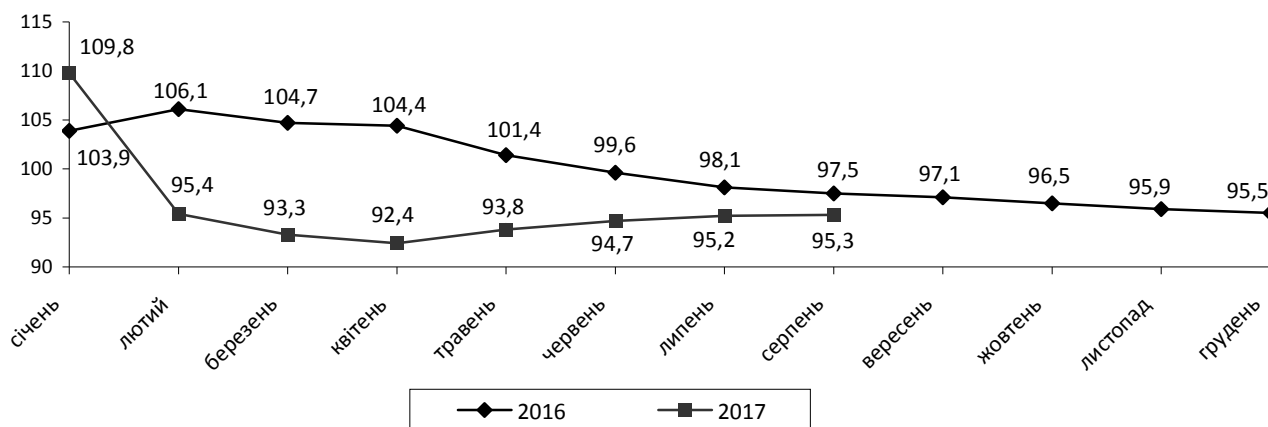 115
110
105
100
95
90
109,8
106,1
104,7
104,4
101,4
99,6
98,1
97,5
97,1
96,5
95,9
95,5
103,9
95,4
93,3
92,4
93,8
94,7
95,2
95,3
січень
лютий
березень
квітень
травень
червень
липень
серпень
вересень
жовтень
листопад
грудень
2016
2017